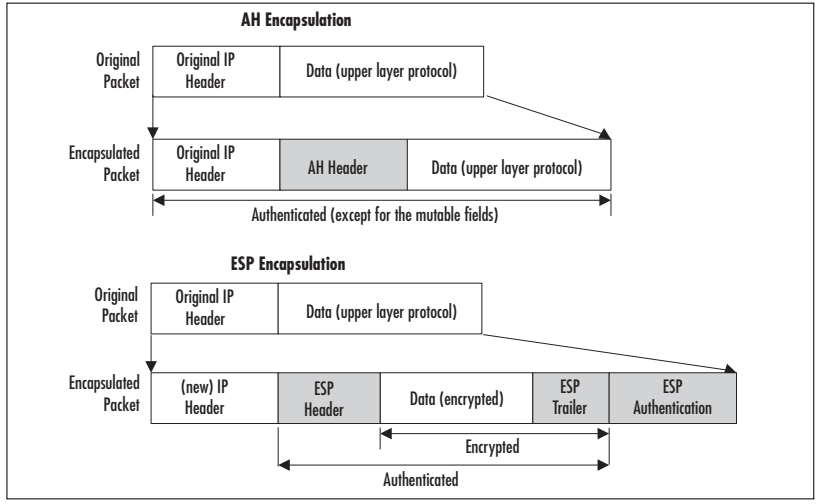 AH Encapsulation
Original
Packet
Original IP
Header
Data (upper layer protocol)
Encapsulated
Packet
Original IP
Header
AH Header
Data (upper layer protocol)
Authenticated (except for the mutable fields)
ESP Encapsulation
Original
Packet
Original IP
Header
Data (upper layer protocol)
Encapsulated
Packet
(new) IP
Header
ESP
Header
Data (encrypted)
ESP
Trailer
ESP
Authentication
Encrypted
Authenticated